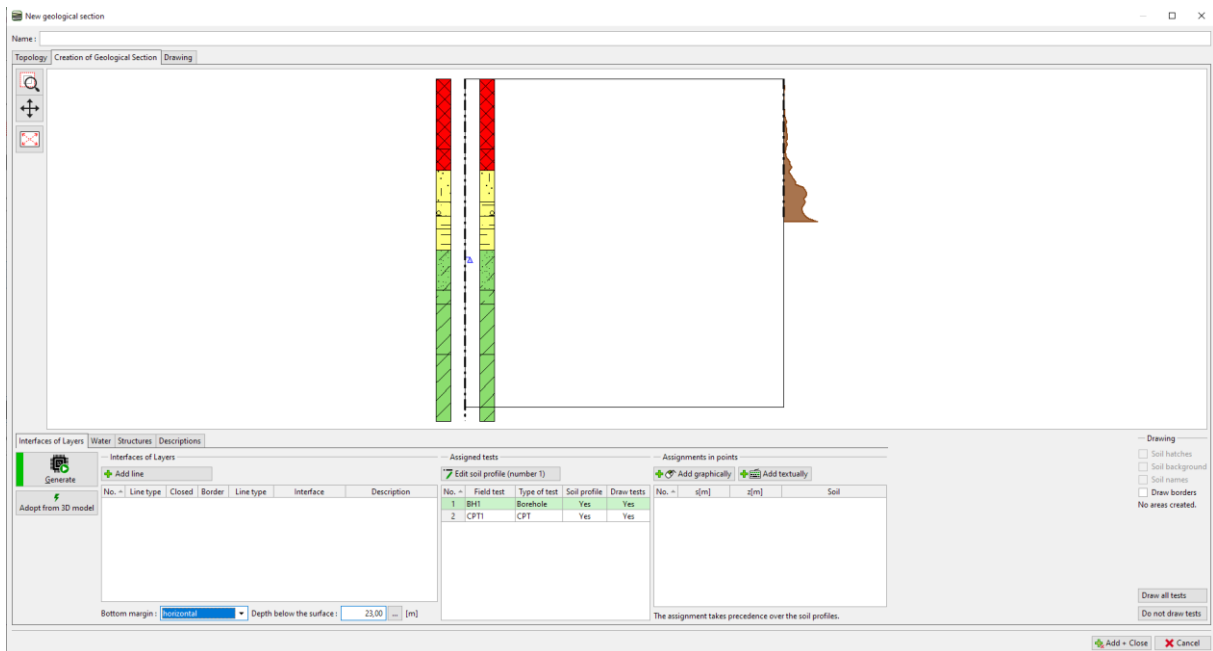 New geological section
Name :
Topology Creation of Geological Section Drawing
Interfaces of Layers Water Structures Descriptions
Generate
Adopt from 3D model
Interfaces of Layers
Add line
No. Line type Closed Border Line type Interface Description
Bottom margin : horizontal Depth below the surface : 23,00 ... [m]
Assigned tests
Edit soil profile (number 1)
No. Field test Type of test Soil profile Draw tests
1 BH1 Borehole Yes Yes
2 CPT1 CPT Yes Yes
Assignments in points
Add graphically Add textually
No. s[m] z[m] Soil
The assignment takes precedence over the soil profiles.
Drawing
Soil hatches
Soil background
Soil names
Draw borders
No areas created.
Draw all tests
Do not draw tests
Add + Close Cancel